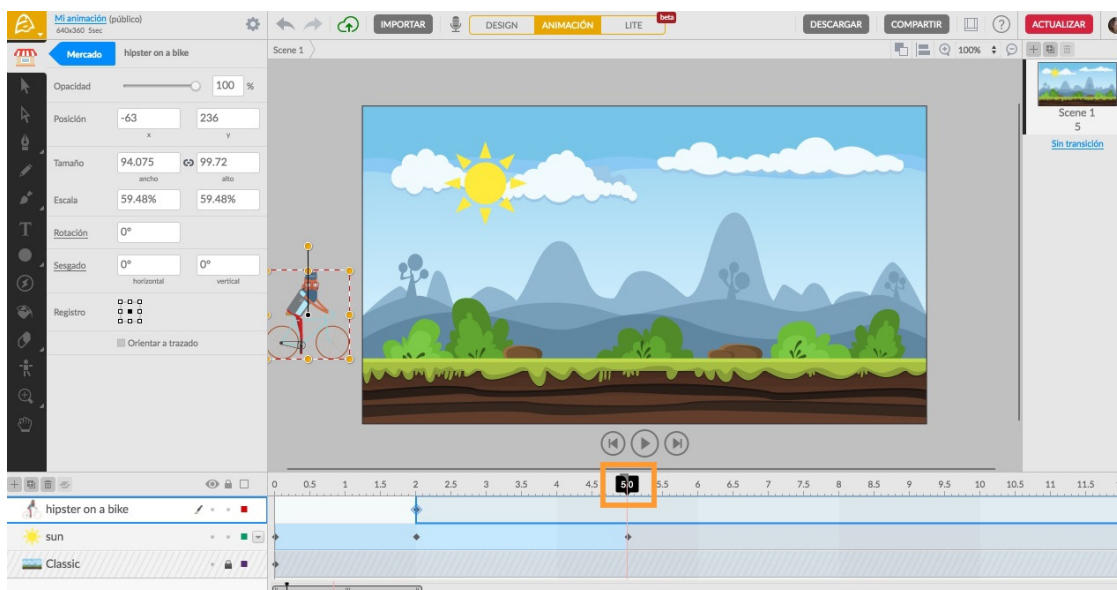 Mi animación (público)
640x360 5sec
IMPORTAR DESIGN ANIMACIÓN LITE beta DESCARGAR COMPARTIR ? ACTUALIZAR
Mercado hipster on a bike
Scene 1
100%
Opacidad 100 %
Posición -63 236
x y
Tamaño 94.075 99.72
ancho alto
Escala 59.48% 59.48%
Rotación 0°
Sesgado 0° 0°
horizontal vertical
Registro
Orientar a trazado
T
Scene 1
5
Sin transición
0 0.5 1 1.5 2 2.5 3 3.5 4 4.5 5.0 5.5 6 6.5 7 7.5 8 8.5 9 9.5 10 10.5 11 11.5
hipster on a bike
sun
Classic